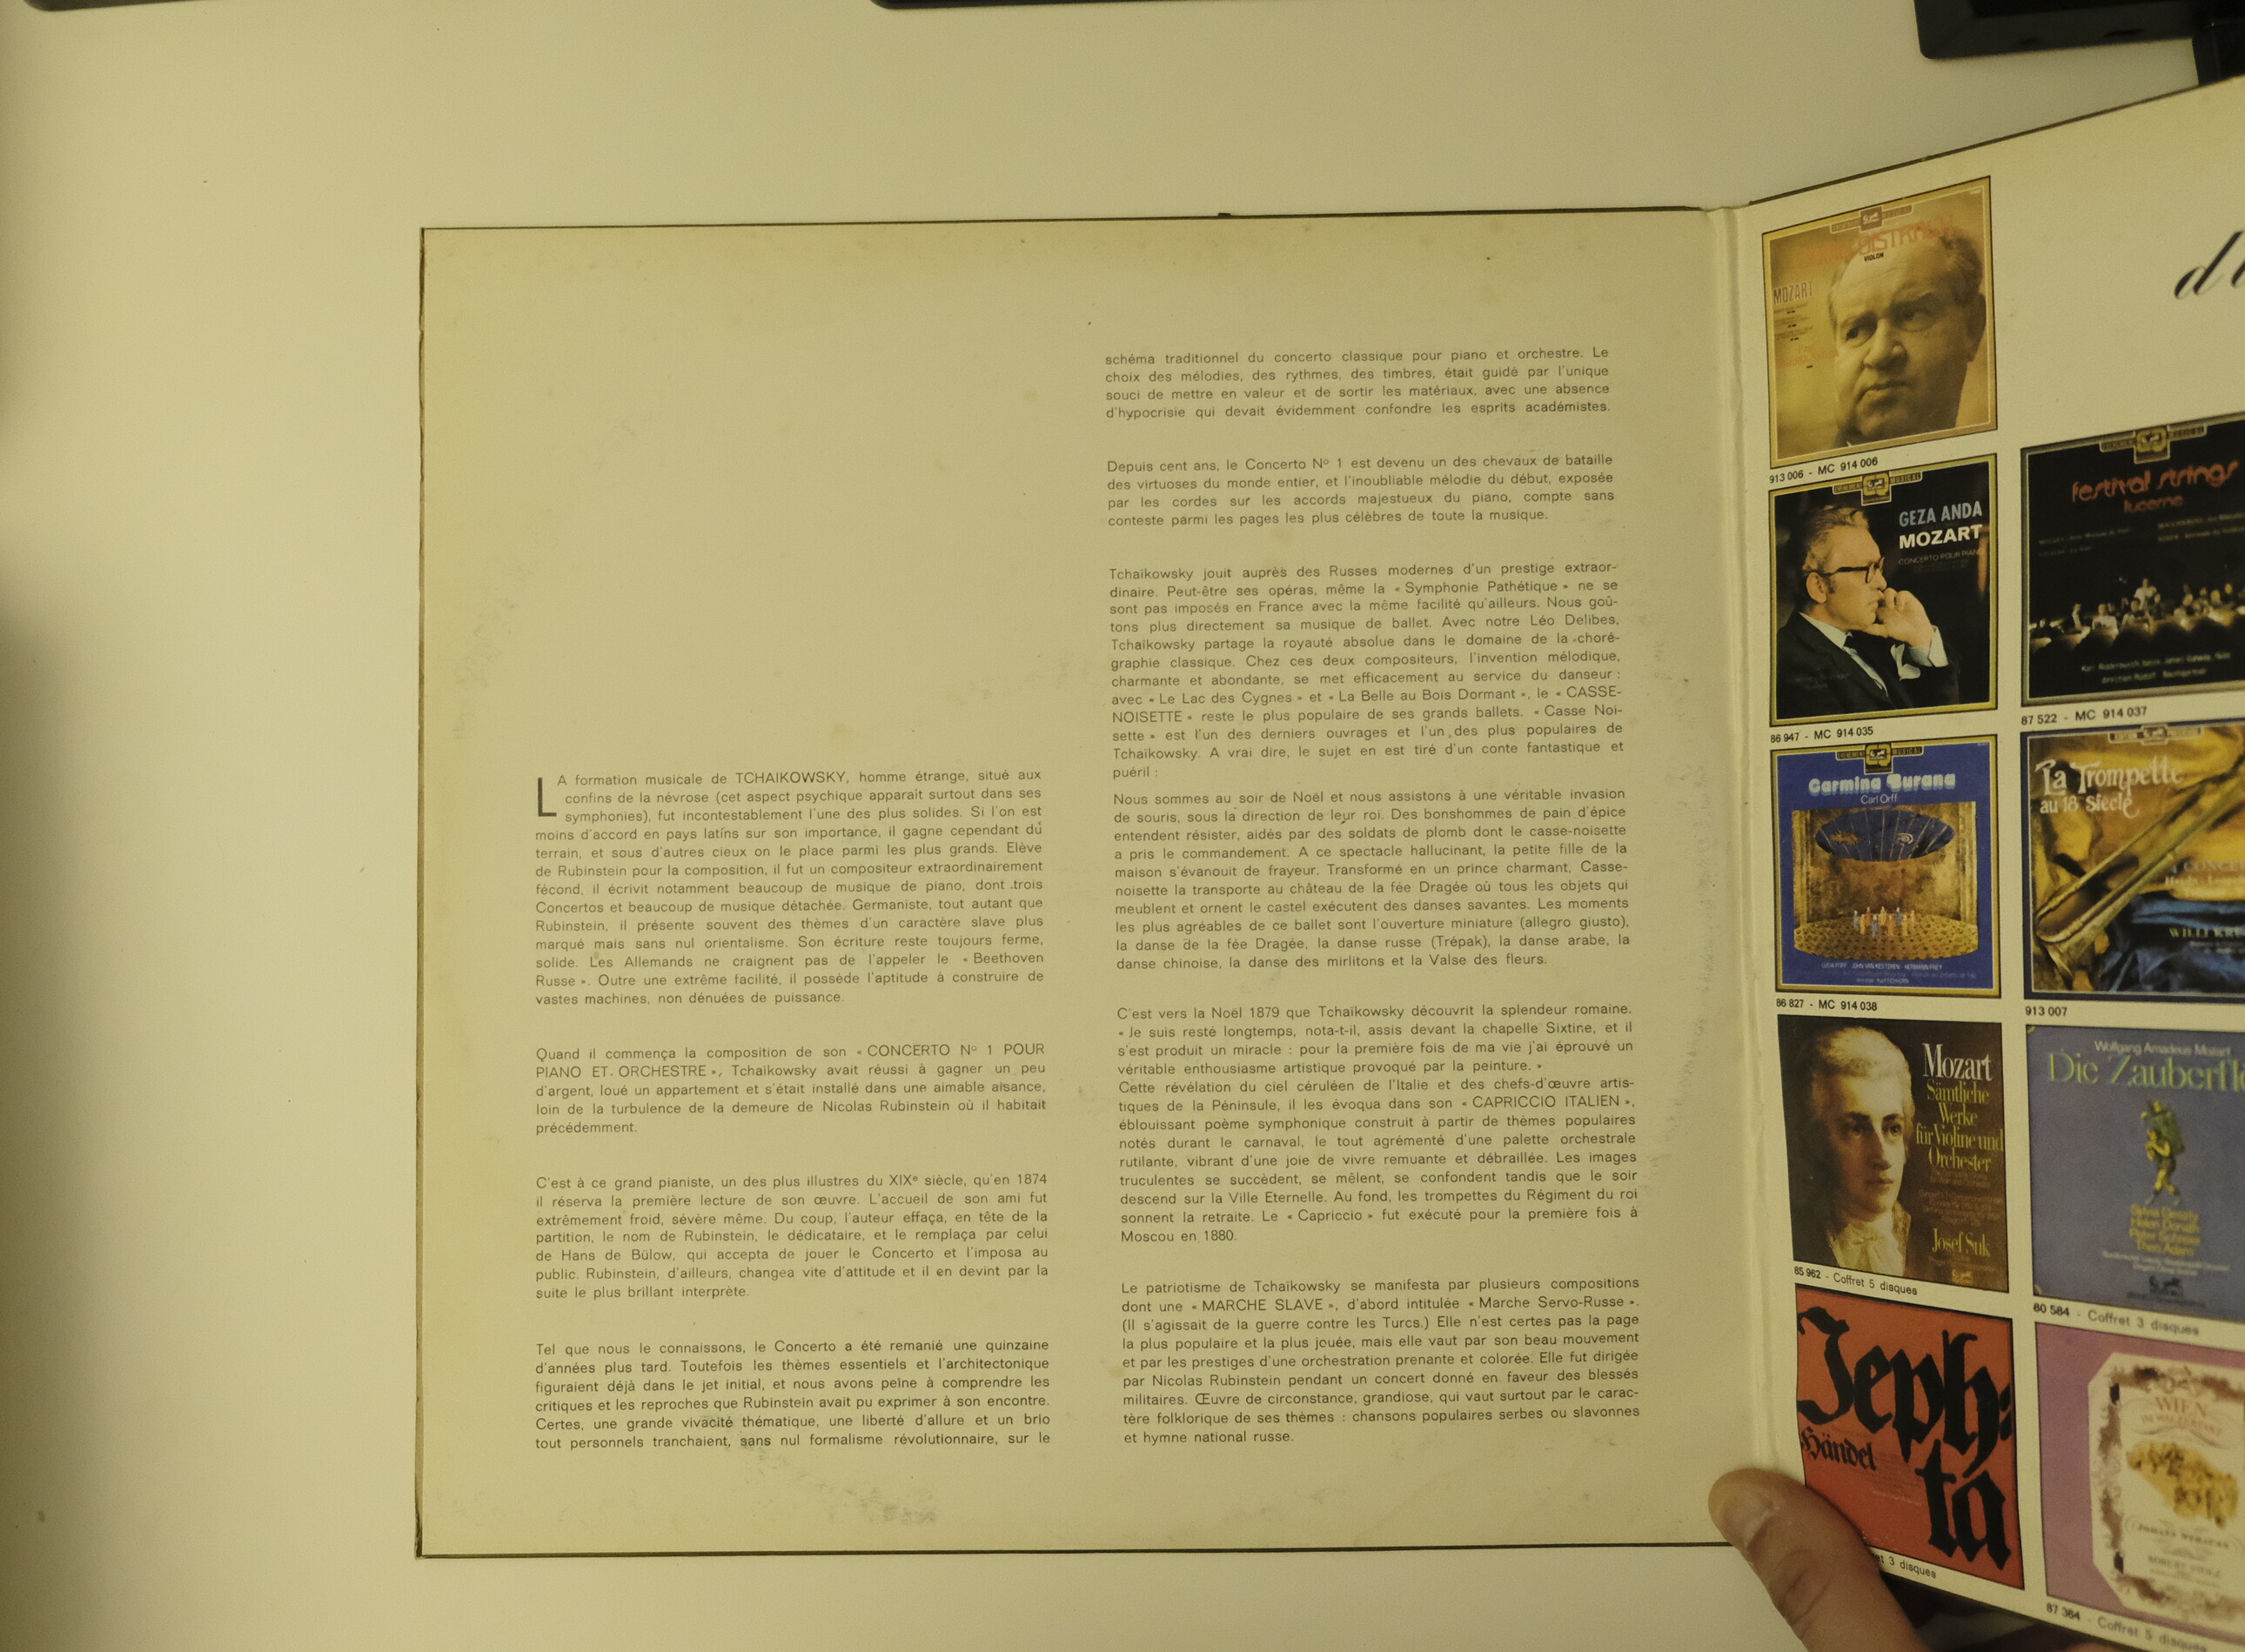 LA formation musicale de TCHAIKOWSKY, homme étrange, situé aux
confins de la névrose (cet aspect psychique apparaît surtout dans ses
symphonies), fut incontestablement l'une des plus solides. Si l'on est
moins d'accord en pays latins sur son importance, il gagne cependant du
terrain, et sous d'autres cieux on le place parmi les plus grands. Elève
de Rubinstein pour la composition, il fut un compositeur extraordinairement
fécond, il écrivit notamment beaucoup de musique de piano, dont trois
Concertos et beaucoup de musique détachée. Germaniste, tout autant que
Rubinstein, il présente souvent des thèmes d'un caractère slave plus
marqué mais sans nul orientalisme. Son écriture reste toujours ferme,
solide. Les Allemands ne craignent pas de l'appeler le « Beethoven
Russe ». Outre une extrême facilité, il possède l'aptitude à construire de
vastes machines, non dénuées de puissance.
Quand il commença la composition de son « CONCERTO Nº 1 POUR
PIANO ET ORCHESTRE », Tchaïkowsky avait réussi à gagner un peu
d'argent, loué un appartement et s'était installé dans une aimable aisance,
loin de la turbulence de la demeure de Nicolas Rubinstein où il habitait
précédemment.
C'est à ce grand pianiste, un des plus illustres du XIXe siècle, qu'en 1874
il réserva la première lecture de son œuvre. L'accueil de son ami fut
extrêmement froid, sévère même. Du coup, l'auteur effaça, en tête de la
partition, le nom de Rubinstein, le dédicataire, et le remplaça par celui
de Hans de Bülow, qui accepta de jouer le Concerto et l'imposa au
public. Rubinstein, d'ailleurs, changea vite d'attitude et il en devint par la
suite le plus brillant interprète.
Tel que nous le connaissons, le Concerto a été remanié une quinzaine
d'années plus tard. Toutefois les thèmes essentiels et l'architectonique
figuraient déjà dans le jet initial, et nous avons peine à comprendre les
critiques et les reproches que Rubinstein avait pu exprimer à son encontre.
Certes, une grande vivacité thématique, une liberté d'allure et un brio
tout personnels tranchaient, sans nul formalisme révolutionnaire, sur le
schéma traditionnel du concerto classique pour piano et orchestre. Le
choix des mélodies, des rythmes, des timbres, était guidé par l'unique
souci de mettre en valeur et de sortir les matériaux, avec une absence
d'hypocrisie qui devait évidemment confondre les esprits académistes.
Depuis cent ans, le Concerto Nº 1 est devenu un des chevaux de bataille
des virtuoses du monde entier, et l'inoubliable mélodie du début, exposée
par les cordes sur les accords majestueux du piano, compte sans
conteste parmi les pages les plus célèbres de toute la musique.
Tchaïkowsky jouit auprès des Russes modernes d'un prestige extraor-
dinaire. Peut-être ses opéras, même la « Symphonie Pathétique » ne se
sont pas imposés en France avec la même facilité qu'ailleurs. Nous goû-
tons plus directement sa musique de ballet. Avec notre Léo Delibes,
Tchaïkowsky partage la royauté absolue dans le domaine de la choré-
graphie classique. Chez ces deux compositeurs, l'invention mélodique,
charmante et abondante, se met efficacement au service du danseur :
avec « Le Lac des Cygnes » et « La Belle au Bois Dormant », le « CASSE-
NOISETTE » reste le plus populaire de ses grands ballets. « Casse Noi-
sette » est l'un des derniers ouvrages et l'un des plus populaires de
Tchaïkowsky. A vrai dire, le sujet en est tiré d'un conte fantastique et
puéril :
Nous sommes au soir de Noël et nous assistons à une véritable invasion
de souris, sous la direction de leur roi. Des bonshommes de pain d'épice
entendent résister, aidés par des soldats de plomb dont le casse-noisette
a pris le commandement. A ce spectacle hallucinant, la petite fille de la
maison s'évanouit de frayeur. Transformé en un prince charmant, Casse-
noisette la transporte au château de la fée Dragée où tous les objets qui
meublent et ornent le castel exécutent des danses savantes. Les moments
les plus agréables de ce ballet sont l'ouverture miniature (allegro giusto),
la danse de la fée Dragée, la danse russe (Trépak), la danse arabe, la
danse chinoise, la danse des mirlitons et la Valse des fleurs.
C'est vers la Noël 1879 que Tchaïkowsky découvrit la splendeur romaine.
« Je suis resté longtemps, nota-t-il, assis devant la chapelle Sixtine, et il
s'est produit un miracle : pour la première fois de ma vie j'ai éprouvé un
véritable enthousiasme artistique provoqué par la peinture. »
Cette révélation du ciel céruléen de l'Italie et des chefs-d'œuvre artis-
tiques de la Péninsule, il les évoqua dans son « CAPRICCIO ITALIEN »,
éblouissant poème symphonique construit à partir de thèmes populaires
notés durant le carnaval, le tout agrémenté d'une palette orchestrale
rutilante, vibrant d'une joie de vivre remuante et débraillée. Les images
truculentes se succèdent, se mêlent, se confondent tandis que le soir
descend sur la Ville Eternelle. Au fond, les trompettes du Régiment du roi
sonnent la retraite. Le « Capriccio » fut exécuté pour la première fois à
Moscou en 1880.
Le patriotisme de Tchaïkowsky se manifesta par plusieurs compositions
dont une « MARCHE SLAVE », d'abord intitulée « Marche Servo-Russe ».
(Il s'agissait de la guerre contre les Turcs.) Elle n'est certes pas la page
la plus populaire et la plus jouée, mais elle vaut par son beau mouvement
et par les prestiges d'une orchestration prenante et colorée. Elle fut dirigée
par Nicolas Rubinstein pendant un concert donné en faveur des blessés
militaires. Œuvre de circonstance, grandiose, qui vaut surtout par le carac-
tère folklorique de ses thèmes : chansons populaires serbes ou slavonnes
et hymne national russe.
VIOLON
MOZART
913 006 - MC 914 006
GEZA ANDA
MOZART
CONCERTO POUR PIANO
86 947 - MC 914 035
Carmina Burana
Carl Orff
86 827 - MC 914 038
Mozart
Sämtliche
Werke
für Violine und
Orchester
Josef Suk
85 962 - Coffret 5 disques
Jeph-
ta
Händel
3 disques
festival strings
lucerne
87 522 - MC 914 037
La Trompette
au 18e Siècle
913 007
Wolfgang Amadeus Mozart
Die Zauberflö
80 584 - Coffret 3 disques
WIEN
87 384 - Coffret 5 disques